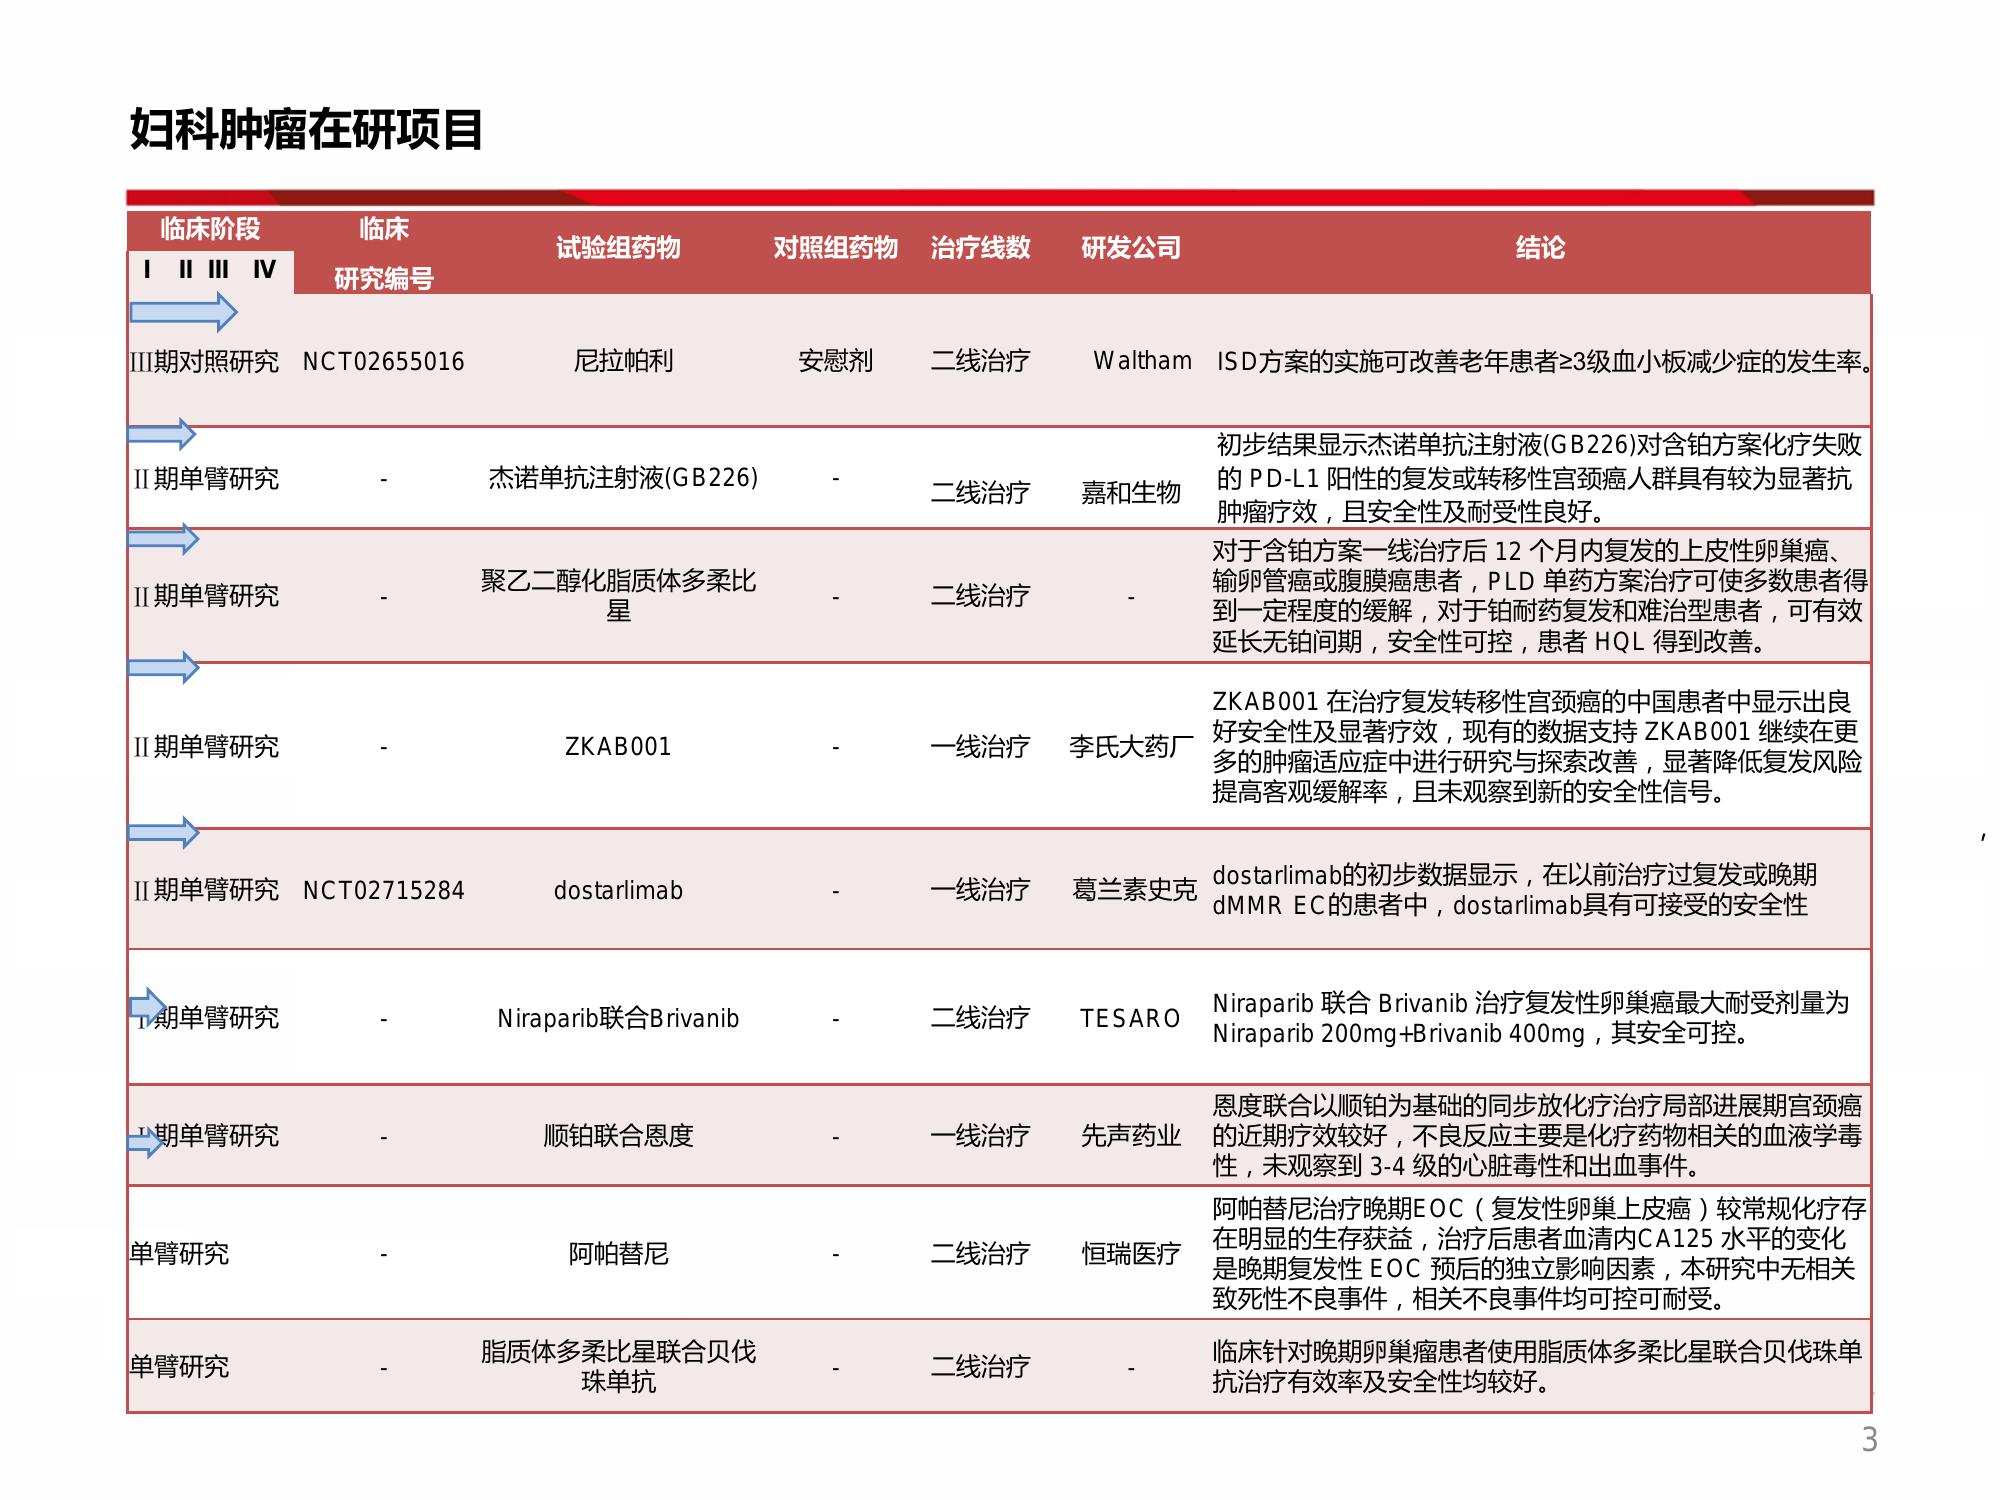 妇科肿瘤在研项目
临床阶段
Ⅰ Ⅱ Ⅲ Ⅳ
临床
研究编号
试验组药物
对照组药物
治疗线数
研发公司
结论
III期对照研究
NCT02655016
尼拉帕利
安慰剂
二线治疗
Waltham
ISD方案的实施可改善老年患者≥3级血小板减少症的发生率。
II期单臂研究
-
杰诺单抗注射液(GB226)
-
二线治疗
嘉和生物
初步结果显示杰诺单抗注射液(GB226)对含铂方案化疗失败
的 PD-L1 阳性的复发或转移性宫颈癌人群具有较为显著抗
肿瘤疗效，且安全性及耐受性良好。
II期单臂研究
-
聚乙二醇化脂质体多柔比
星
-
二线治疗
-
对于含铂方案一线治疗后 12 个月内复发的上皮性卵巢癌、
输卵管癌或腹膜癌患者，PLD 单药方案治疗可使多数患者得
到一定程度的缓解，对于铂耐药复发和难治型患者，可有效
延长无铂间期，安全性可控，患者 HQL 得到改善。
II期单臂研究
-
ZKAB001
-
一线治疗
李氏大药厂
ZKAB001 在治疗复发转移性宫颈癌的中国患者中显示出良
好安全性及显著疗效，现有的数据支持 ZKAB001 继续在更
多的肿瘤适应症中进行研究与探索改善，显著降低复发风险
提高客观缓解率，且未观察到新的安全性信号。
,
II期单臂研究
NCT02715284
dostarlimab
-
一线治疗
葛兰素史克
dostarlimab的初步数据显示，在以前治疗过复发或晚期
dMMR EC的患者中，dostarlimab具有可接受的安全性
I期单臂研究
-
Niraparib联合Brivanib
-
二线治疗
TESARO
Niraparib 联合 Brivanib 治疗复发性卵巢癌最大耐受剂量为
Niraparib 200mg+Brivanib 400mg，其安全可控。
I期单臂研究
-
顺铂联合恩度
-
一线治疗
先声药业
恩度联合以顺铂为基础的同步放化疗治疗局部进展期宫颈癌
的近期疗效较好，不良反应主要是化疗药物相关的血液学毒
性，未观察到 3-4 级的心脏毒性和出血事件。
单臂研究
-
阿帕替尼
-
二线治疗
恒瑞医疗
阿帕替尼治疗晚期EOC（复发性卵巢上皮癌）较常规化疗存
在明显的生存获益，治疗后患者血清内CA125 水平的变化
是晚期复发性 EOC 预后的独立影响因素，本研究中无相关
致死性不良事件，相关不良事件均可控可耐受。
单臂研究
-
脂质体多柔比星联合贝伐
珠单抗
-
二线治疗
-
临床针对晚期卵巢瘤患者使用脂质体多柔比星联合贝伐珠单
抗治疗有效率及安全性均较好。
3